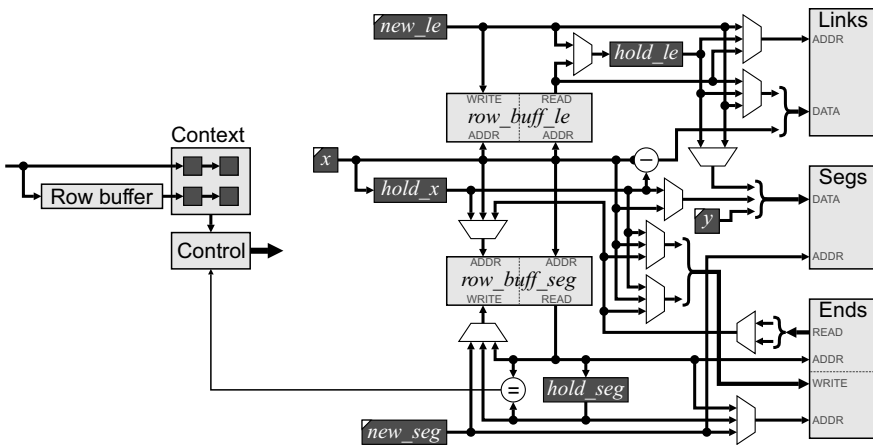 new_le
Links
ADDR
hold_le
WRITE READ
row_buff_le
ADDR ADDR
DATA
Context
x
−
Row buffer
hold_x
Segs
DATA
y
Control
ADDR
ADDR ADDR
row_buff_seg
WRITE READ
Ends
READ
ADDR
WRITE
=
hold_seg
new_seg
ADDR